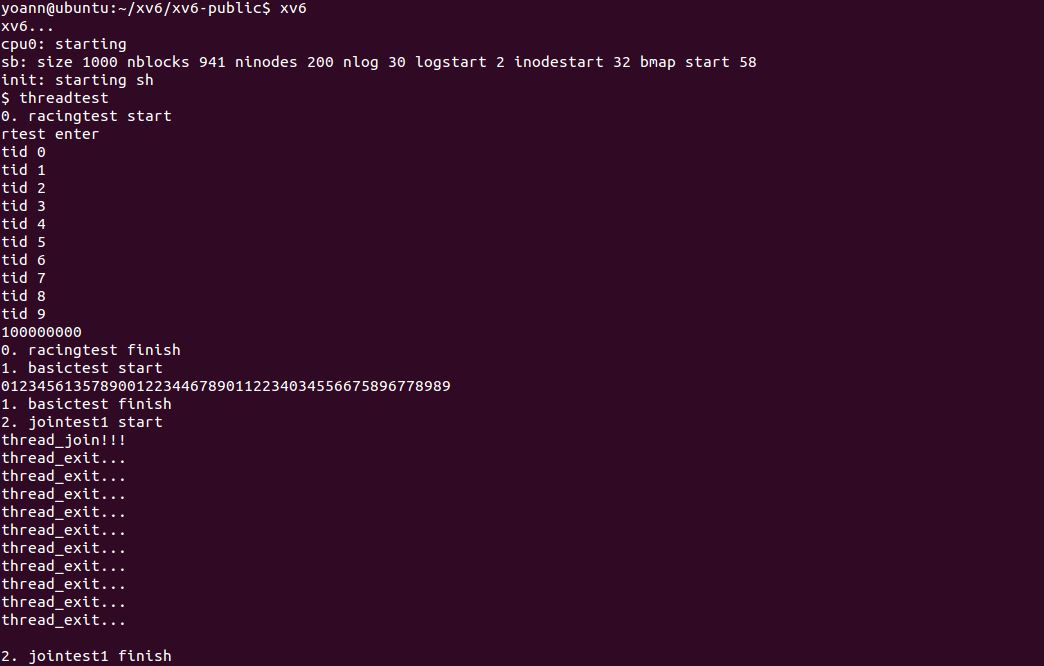 yoann@ubuntu:~/xv6/xv6-public$ xv6
xv6...
cpu0: starting
sb: size 1000 nblocks 941 ninodes 200 nlog 30 logstart 2 inodestart 32 bmap start 58
init: starting sh
$ threadtest
0. racingtest start
rtest enter
tid 0
tid 1
tid 2
tid 3
tid 4
tid 5
tid 6
tid 7
tid 8
tid 9
100000000
0. racingtest finish
1. basictest start
01234561357890012234467890112234034556675896778989
1. basictest finish
2. jointest1 start
thread_join!!!
thread_exit...
thread_exit...
thread_exit...
thread_exit...
thread_exit...
thread_exit...
thread_exit...
thread_exit...
thread_exit...
thread_exit...
2. jointest1 finish